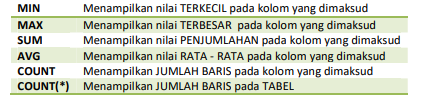 MIN Menampilkan nilai TERKECIL pada kolom yang dimaksud
MAX Menampilkan nilai TERBESAR pada kolom yang dimaksud
SUM Menampilkan nilai PENJUMLAHAN pada kolom yang dimaksud
AVG Menampilkan nilai RATA - RATA pada kolom yang dimaksud
COUNT Menampilkan JUMLAH BARIS pada kolom yang dimaksud
COUNT(*) Menampilkan JUMLAH BARIS pada TABEL